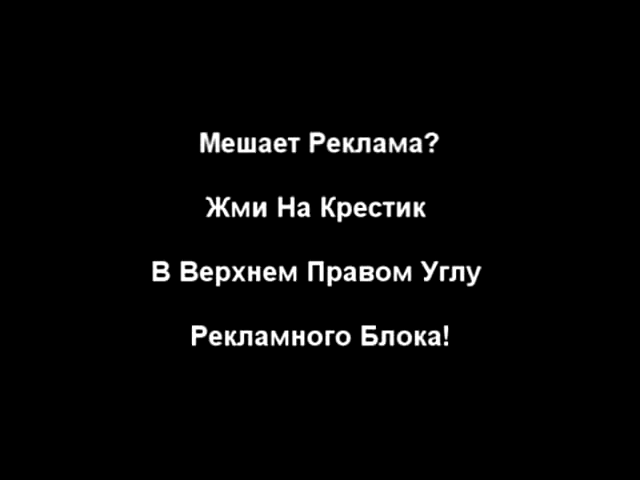 Мешает Реклама?
Жми На Крестик
В Верхнем Правом Углу
Рекламного Блока!